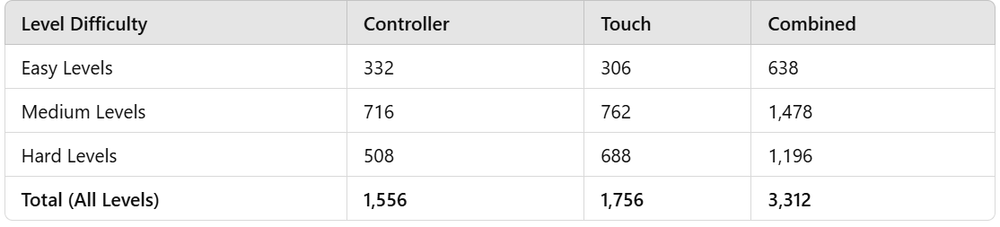 Level Difficulty Controller Touch Combined
Easy Levels 332 306 638
Medium Levels 716 762 1,478
Hard Levels 508 688 1,196
Total (All Levels) 1,556 1,756 3,312